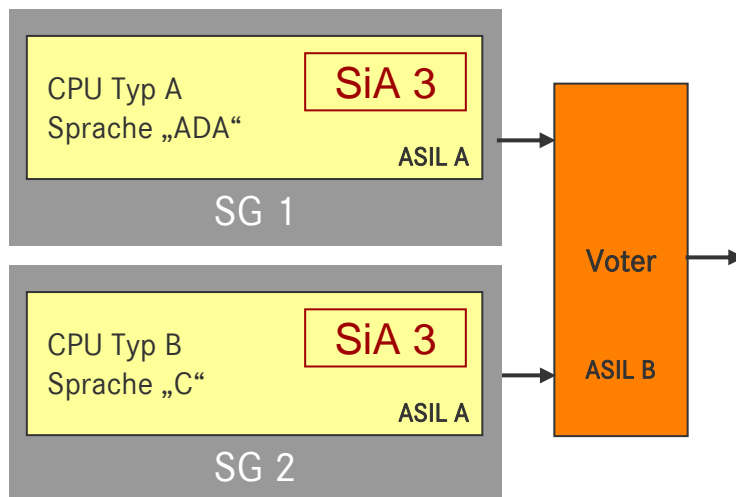 CPU Typ A
Sprache „ADA“
SiA 3
ASIL A
SG 1
CPU Typ B
Sprache „C“
SiA 3
ASIL A
SG 2
Voter
ASIL B